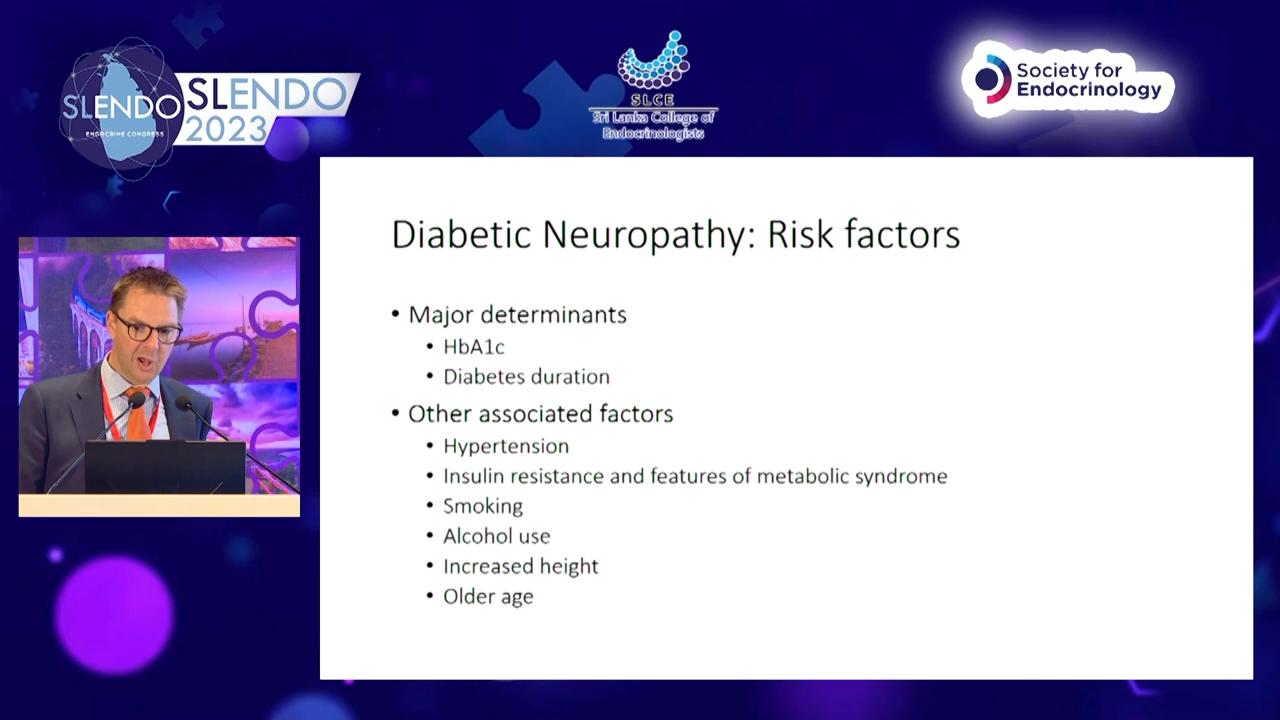 SLENDO
ENDOCRINE CONGRESS
SLENDO
2023
SLCE
Sri Lanka College of
Endocrinologists
Society for
Endocrinology
Diabetic Neuropathy: Risk factors
• Major determinants
• HbA1c
• Diabetes duration
• Other associated factors
• Hypertension
• Insulin resistance and features of metabolic syndrome
• Smoking
• Alcohol use
• Increased height
• Older age